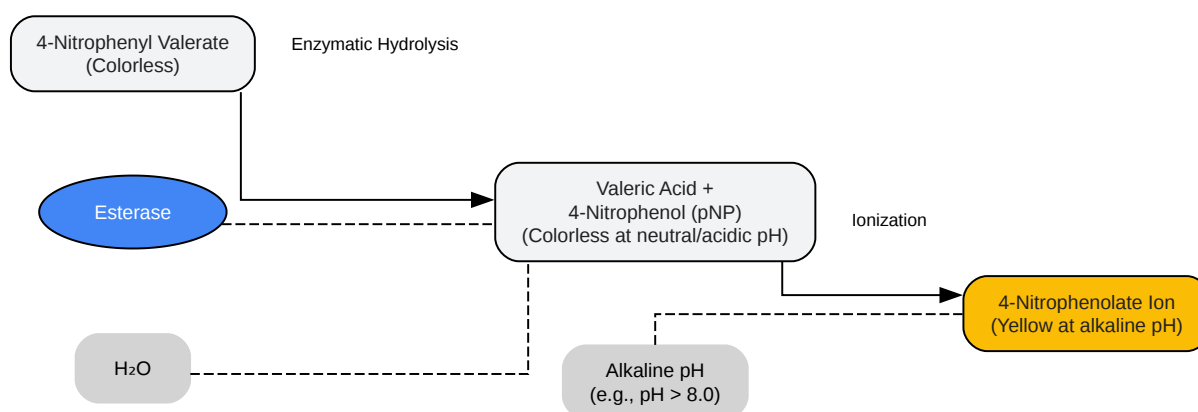 4-Nitrophenyl Valerate
(Colorless)
Enzymatic Hydrolysis
Esterase
Valeric Acid +
4-Nitrophenol (pNP)
(Colorless at neutral/acidic pH)
Ionization
4-Nitrophenolate Ion
(Yellow at alkaline pH)
H₂O
Alkaline pH
(e.g., pH > 8.0)